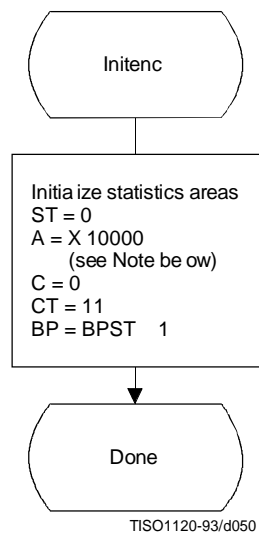 Initenc
Initia ize statistics areas
ST = 0
A = X 10000
(see Note be ow)
C = 0
CT = 11
BP = BPST 1
Done
TISO1120-93/d050